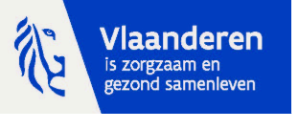 Vlaanderen
is zorgzaam en
gezond samenleven